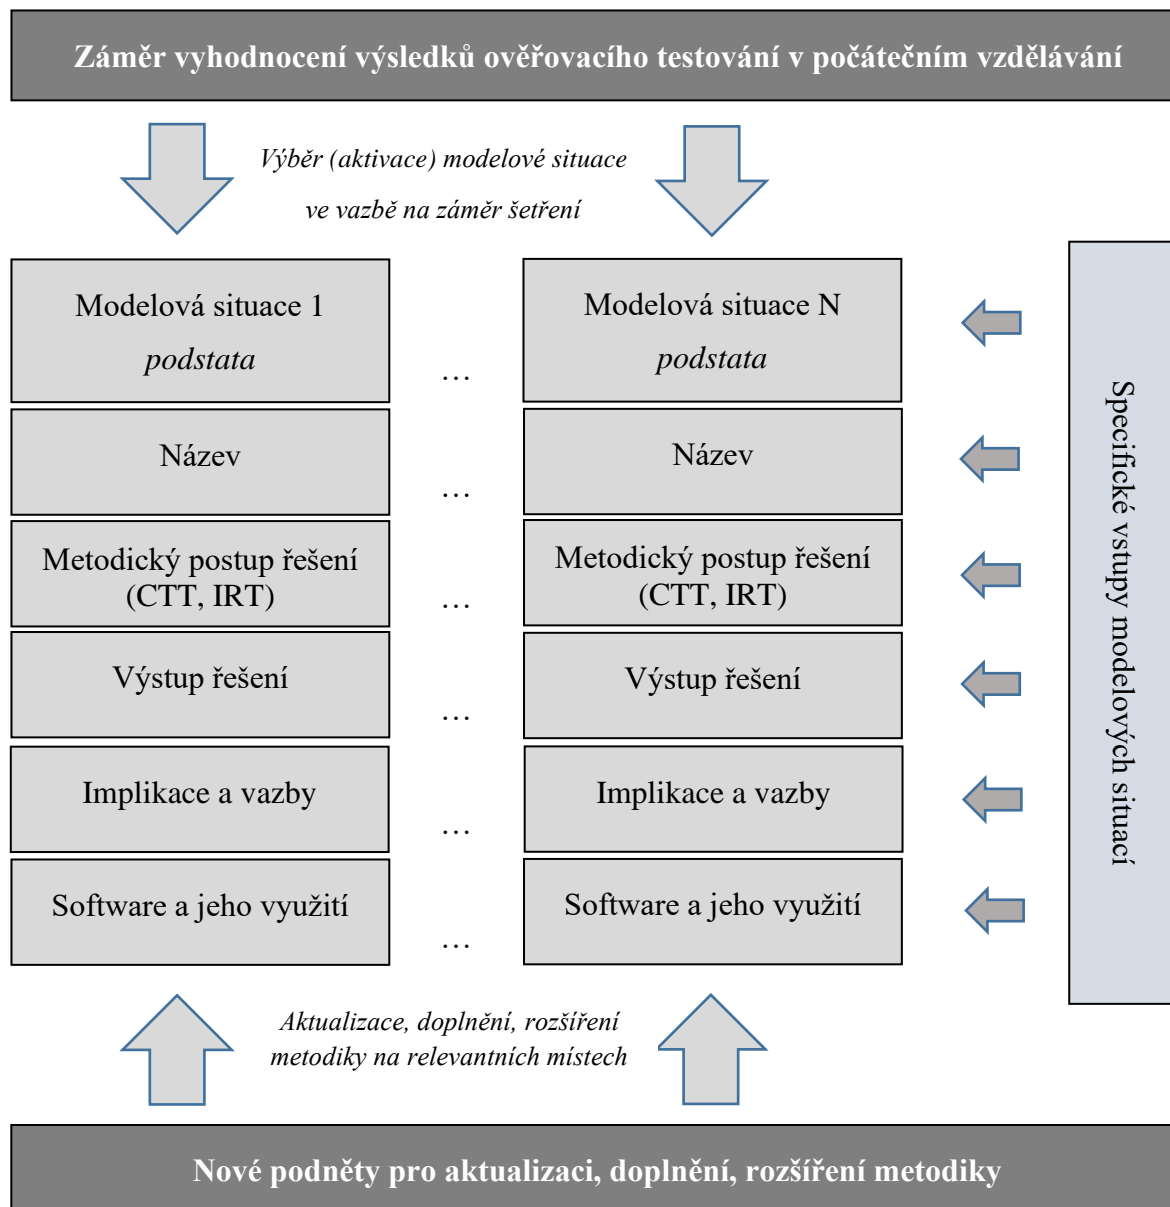 Záměr vyhodnocení výsledků ověřovacího testování v počátečním vzdělávání
Výběr (aktivace) modelové situace
ve vazbě na záměr šetření
Modelová situace 1
podstata
…
Modelová situace N
podstata
Název
…
Název
Metodický postup řešení
(CTT, IRT)
…
Metodický postup řešení
(CTT, IRT)
Výstup řešení
…
Výstup řešení
Implikace a vazby
…
Implikace a vazby
Software a jeho využití
…
Software a jeho využití
Specifické vstupy modelových situací
Aktualizace, doplnění, rozšíření
metodiky na relevantních místech
Nové podněty pro aktualizaci, doplnění, rozšíření metodiky